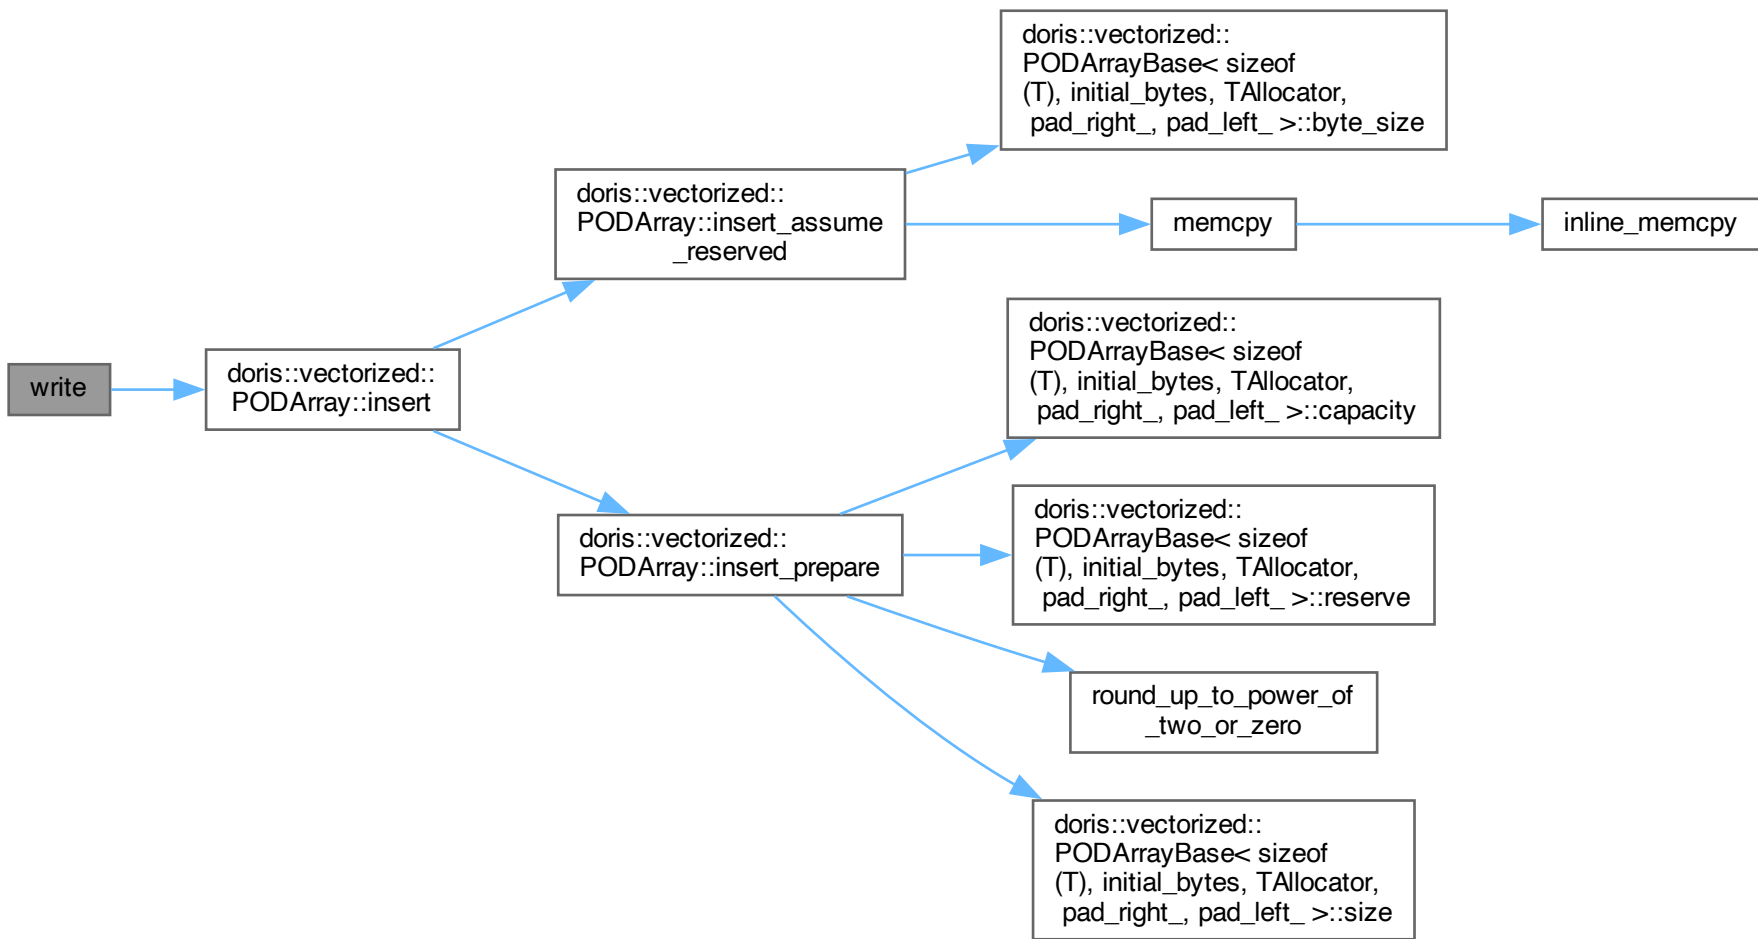 write
doris::vectorized::
PODArray::insert
doris::vectorized::
PODArray::insert_assume
_reserved
doris::vectorized::
PODArrayBase< sizeof
(T), initial_bytes, TAllocator,
pad_right_, pad_left_ >::byte_size
memcpy
inline_memcpy
doris::vectorized::
PODArray::insert_prepare
doris::vectorized::
PODArrayBase< sizeof
(T), initial_bytes, TAllocator,
pad_right_, pad_left_ >::capacity
doris::vectorized::
PODArrayBase< sizeof
(T), initial_bytes, TAllocator,
pad_right_, pad_left_ >::reserve
round_up_to_power_of
_two_or_zero
doris::vectorized::
PODArrayBase< sizeof
(T), initial_bytes, TAllocator,
pad_right_, pad_left_ >::size